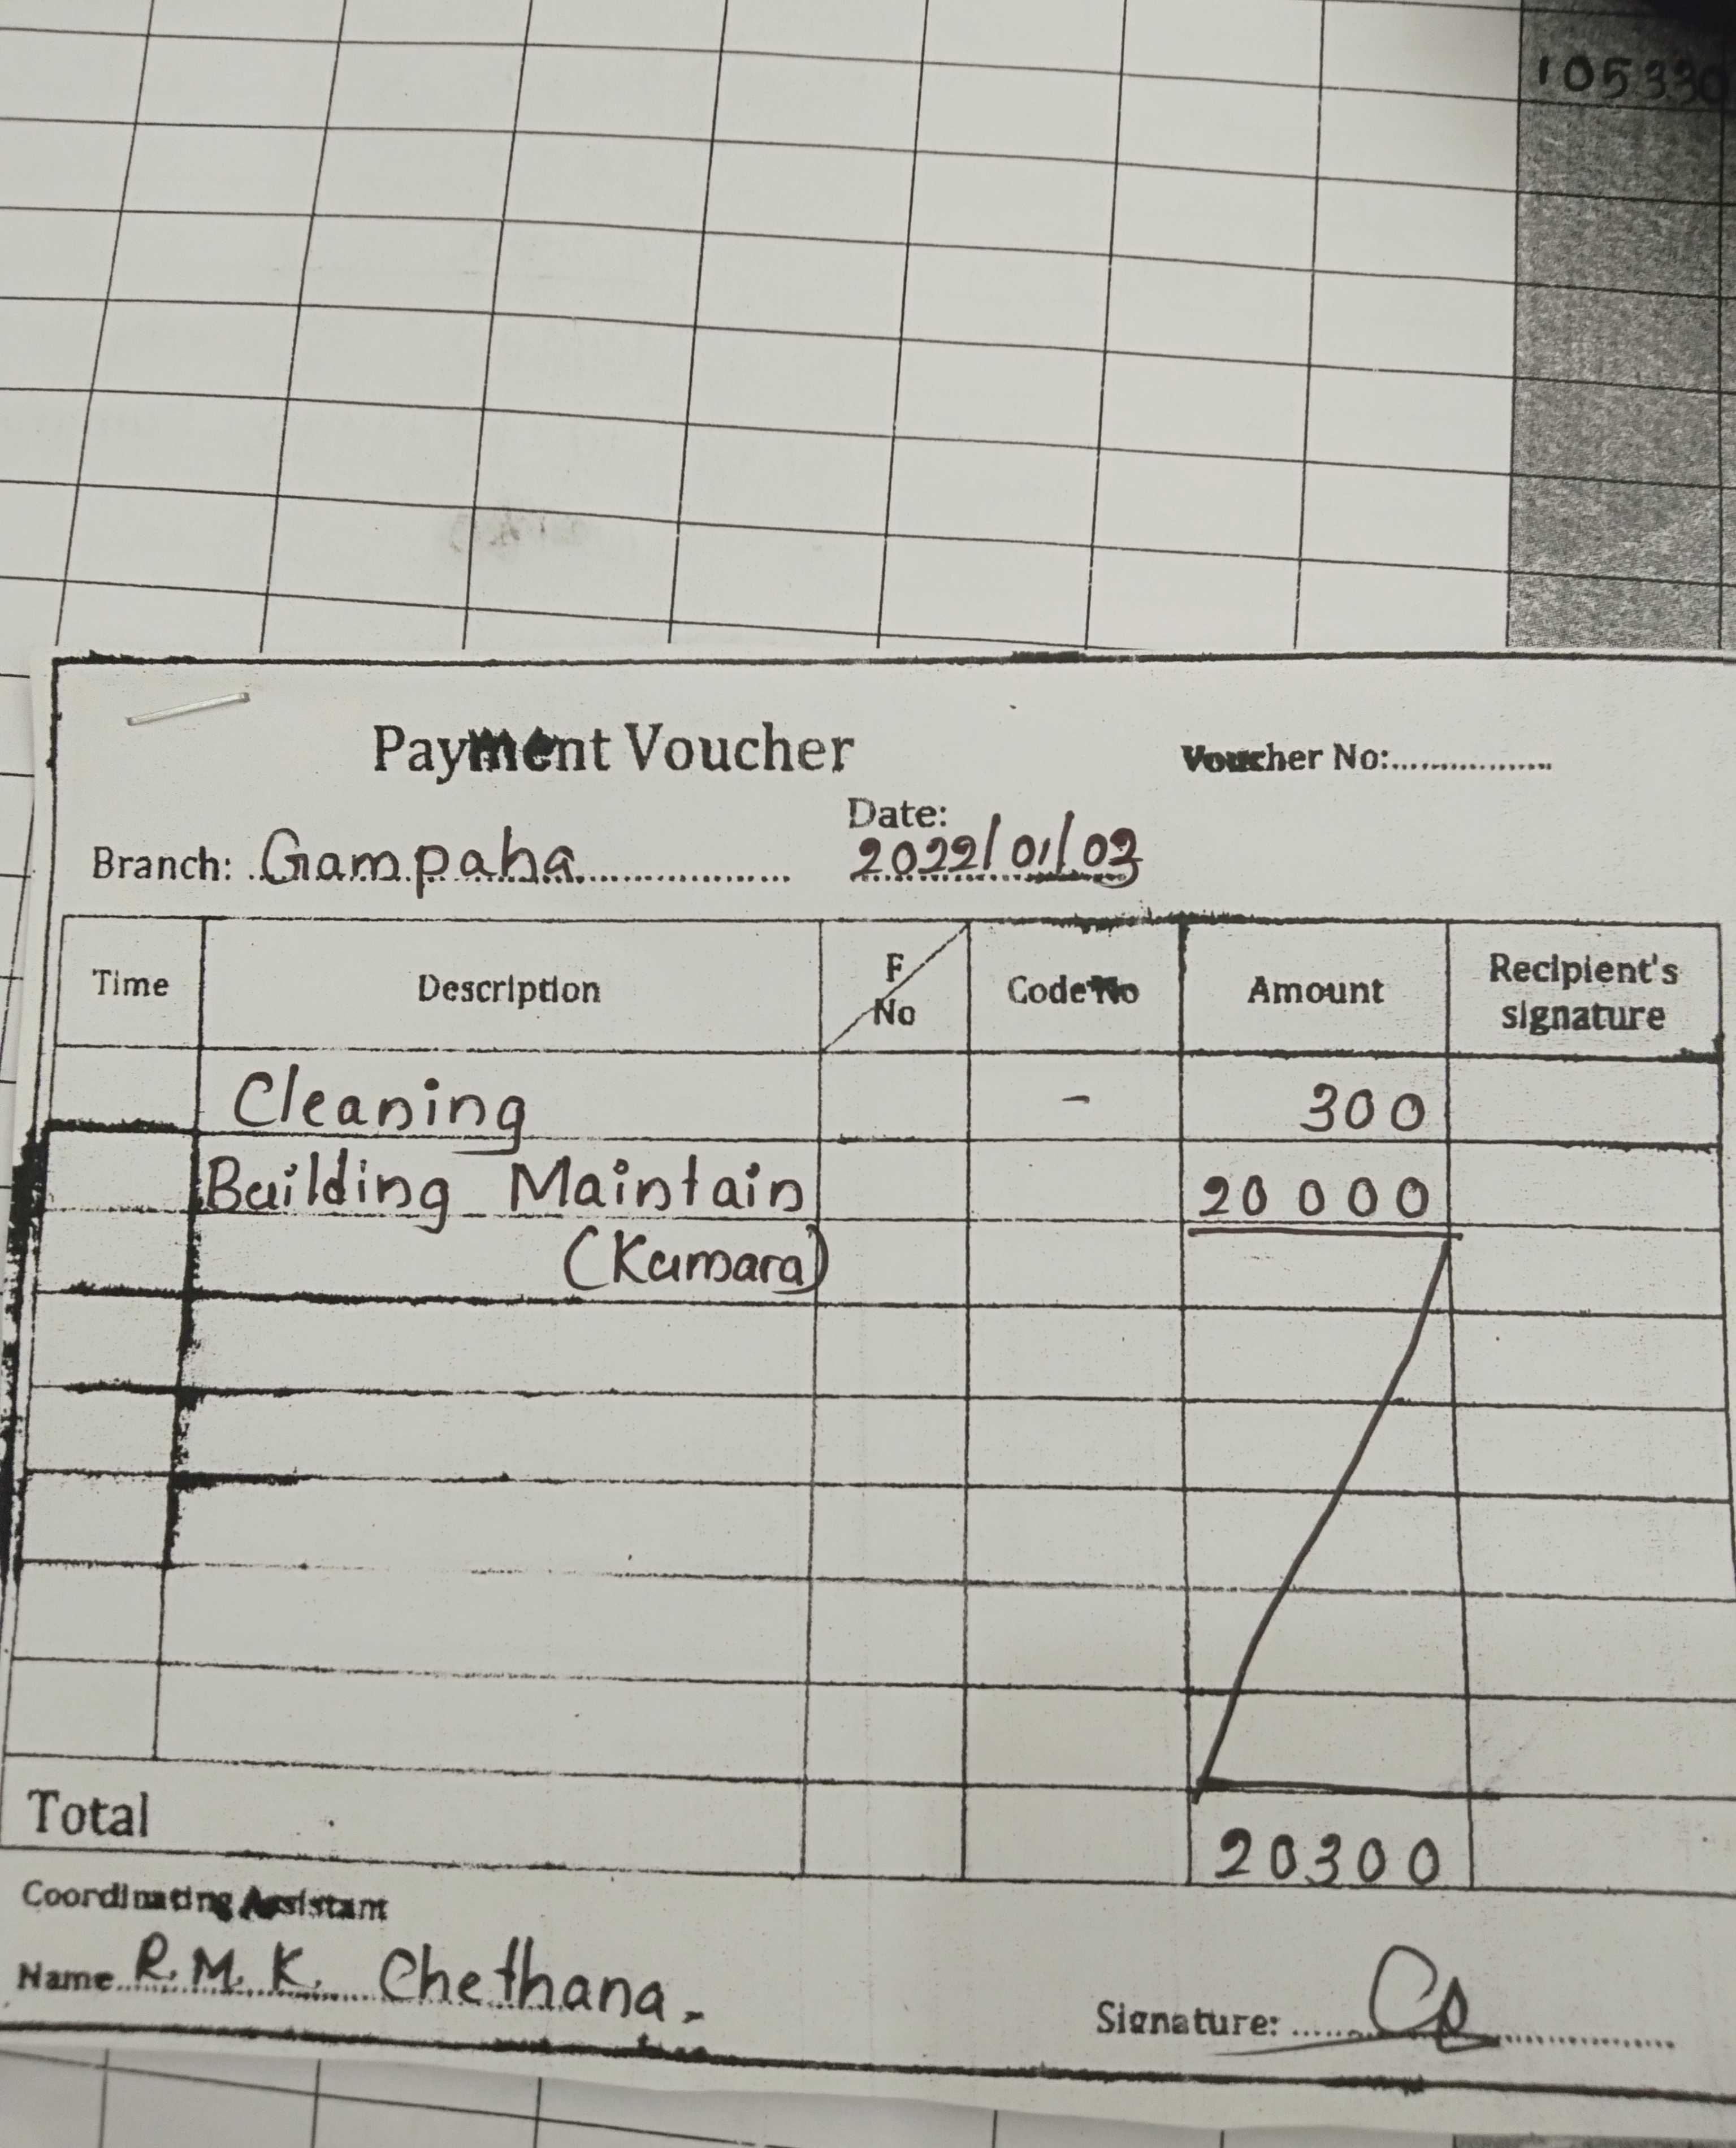 105330
Payment Voucher
Voucher No:.................
Date:
Branch: Gampaha
2022/01/03
Time Description F No Code No Amount Recipient's signature
Cleaning - 300
Building Maintain 20 000
(Kumara)
Total 20300
Coordinating Assistant
Name R.M.K. Chethana.
Signature: